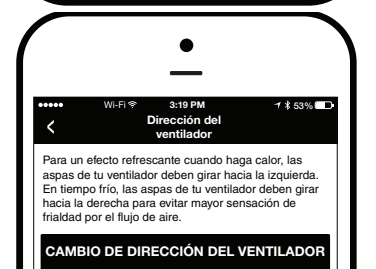 Wi-Fi 3:19 PM 53%
Dirección del
ventilador
Para un efecto refrescante cuando haga calor, las
aspas de tu ventilador deben girar hacia la izquierda.
En tiempo frío, las aspas de tu ventilador deben girar
hacia la derecha para evitar mayor sensación de
frialdad por el flujo de aire.
CAMBIO DE DIRECCIÓN DEL VENTILADOR